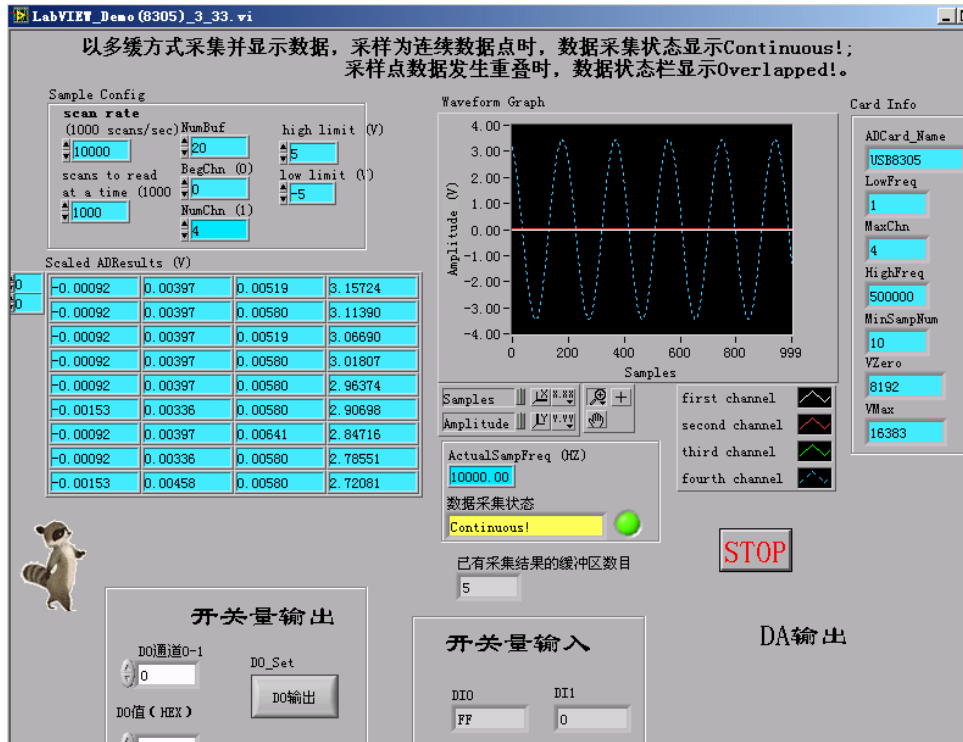 LabVIEW_Demo(8305)_3_33.vi
以多缓方式采集并显示数据，采样为连续数据点时，数据采集状态显示Continuous!;
采样点数据发生重叠时，数据状态栏显示Overlapped!。
Sample Config
scan rate
(1000 scans/sec)
10000
scans to read
at a time (1000
1000
NumBuf
20
BegChn (0)
0
NumChn (1)
4
high limit (V)
5
low limit (V)
-5
Waveform Graph
4.00
3.00
2.00
1.00
0.00
-1.00
-2.00
-3.00
-4.00
Amplitude (V)
0 200 400 600 800 999
Samples
Card Info
ADCard_Name
USB8305
LowFreq
1
MaxChn
4
HighFreq
500000
MinSampNum
10
VZero
8192
VMax
16383
Scaled ADResults (V)
0
0
-0.00092 0.00397 0.00519 3.15724
-0.00092 0.00397 0.00580 3.11390
-0.00092 0.00397 0.00519 3.06690
-0.00092 0.00397 0.00580 3.01807
-0.00092 0.00397 0.00580 2.96374
-0.00153 0.00336 0.00580 2.90698
-0.00092 0.00397 0.00641 2.84716
-0.00092 0.00336 0.00580 2.78551
-0.00153 0.00458 0.00580 2.72081
Samples
Amplitude
first channel
second channel
third channel
fourth channel
ActualSampFreq (HZ)
10000.00
数据采集状态
Continuous!
已有采集结果的缓冲区数目
5
STOP
开关量输出
DO通道0-1
0
DO_Set
DO输出
DO值(HEX)
开关量输入
DI0
FF
DI1
0
DA输出